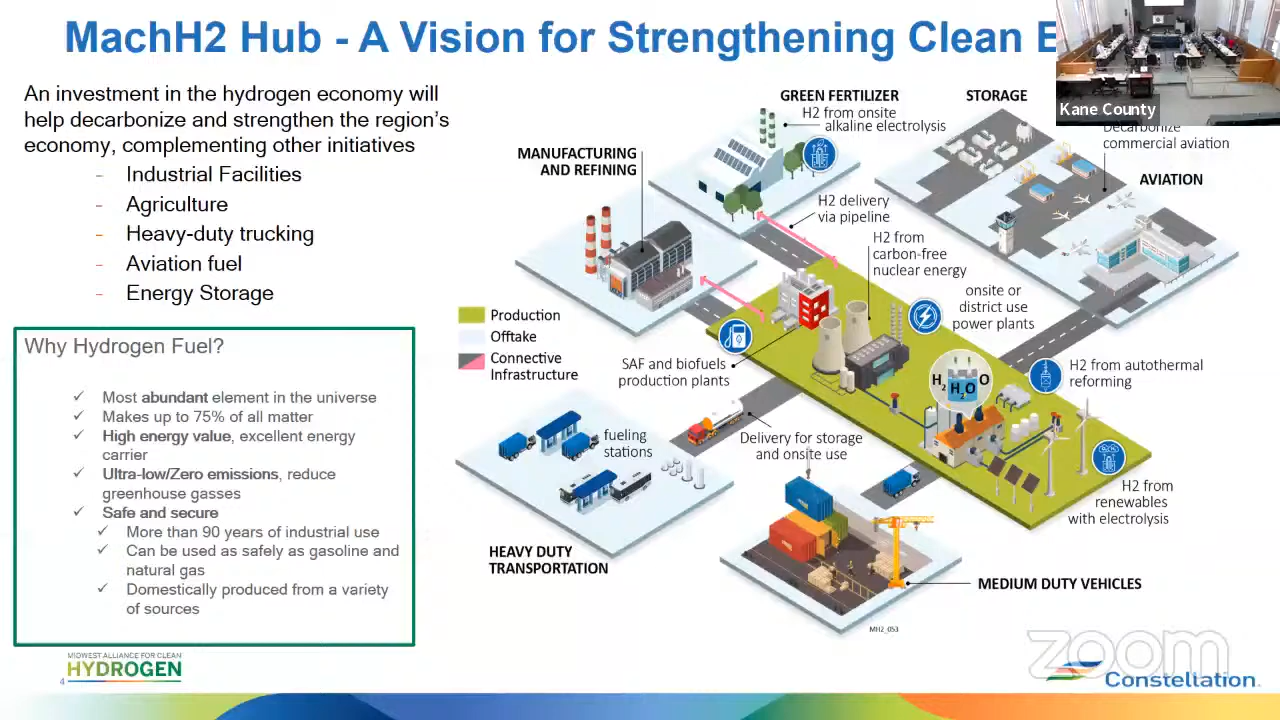 MachH2 Hub - A Vision for Strengthening Clean E
Kane County
An investment in the hydrogen economy will
help decarbonize and strengthen the region's
economy, complementing other initiatives
- Industrial Facilities
- Agriculture
- Heavy-duty trucking
- Aviation fuel
- Energy Storage
Why Hydrogen Fuel?
✓ Most abundant element in the universe
✓ Makes up to 75% of all matter
✓ High energy value, excellent energy
carrier
✓ Ultra-low/Zero emissions, reduce
greenhouse gasses
✓ Safe and secure
✓ More than 90 years of industrial use
✓ Can be used as safely as gasoline and
natural gas
✓ Domestically produced from a variety
of sources
GREEN FERTILIZER
H2 from onsite
alkaline electrolysis
STORAGE
Decarbonize
commercial aviation
AVIATION
MANUFACTURING
AND REFINING
H2 delivery
via pipeline
H2 from
carbon-free
nuclear energy
onsite or
district use
power plants
Production
Offtake
Connective
Infrastructure
SAF and biofuels
production plants
H2 H2O O
H2 from autothermal
reforming
fueling
stations
Delivery for storage
and onsite use
H2 from
renewables
with electrolysis
HEAVY DUTY
TRANSPORTATION
MEDIUM DUTY VEHICLES
MH2_053
MIDWEST ALLIANCE FOR CLEAN
HYDROGEN
4
zoom
Constellation